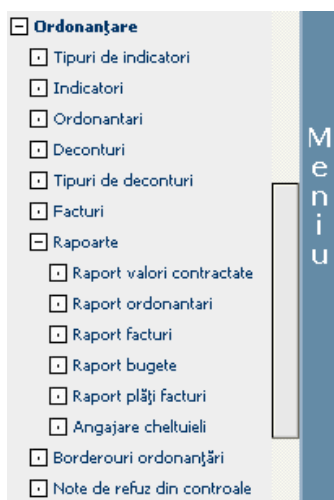 Ordonanţare
Tipuri de indicatori
Indicatori
Ordonantari
Deconturi
Tipuri de deconturi
Facturi
Rapoarte
Raport valori contractate
Raport ordonantari
Raport facturi
Raport bugete
Raport plăţi facturi
Angajare cheltuieli
Borderouri ordonanţări
Note de refuz din controale
Meniu